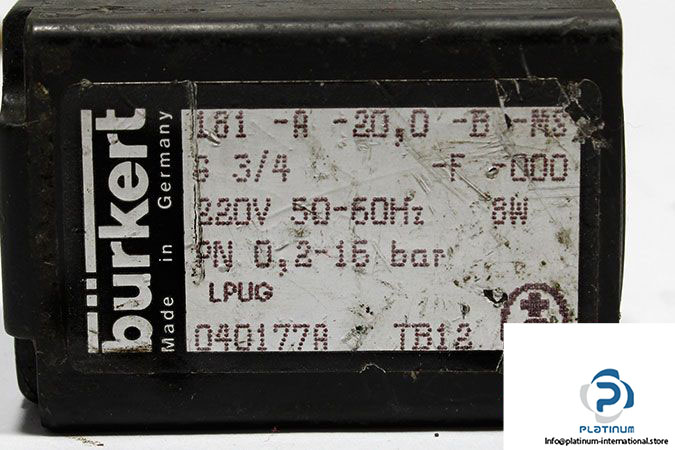 burkert
Made in Germany
181 -A -20,0 -B -MS
G 3/4 -F -000
220V 50-60Hz 8W
PN 0,2-16 bar
LPUG
040177A TB12
PLATINUM
Info@platinum-international.store